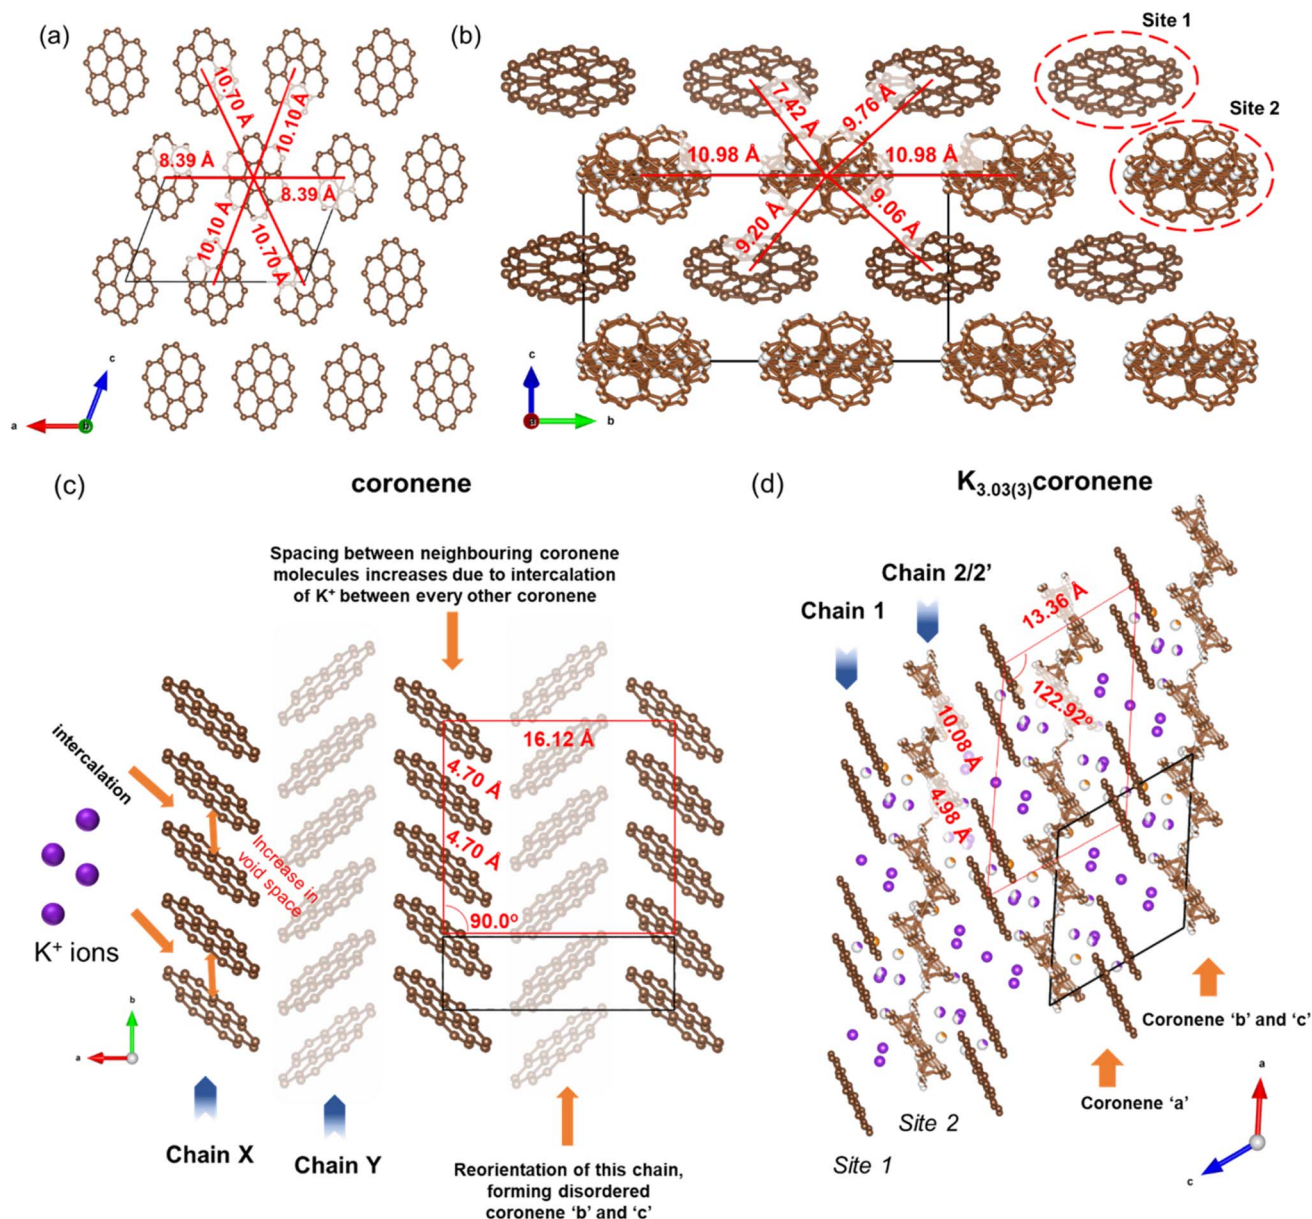 (a)
10.70 Å
10.10 Å
8.39 Å
8.39 Å
10.10 Å
10.70 Å
c
a
b
(b)
Site 1
Site 2
7.42 Å
9.76 Å
10.98 Å
10.98 Å
9.20 Å
9.06 Å
c
a
b
(c)
coronene
Spacing between neighbouring coronene
molecules increases due to intercalation
of K⁺ between every other coronene
intercalation
Increase in
void space
K⁺ ions
16.12 Å
4.70 Å
4.70 Å
90.0º
b
a
Chain X
Chain Y
Reorientation of this chain,
forming disordered
coronene ‘b’ and ‘c’
(d)
K₃.₀₃₍₃₎coronene
Chain 2/2’
Chain 1
13.36 Å
122.92º
10.08 Å
4.98 Å
Coronene ‘b’ and ‘c’
Coronene ‘a’
Site 2
Site 1
a
c